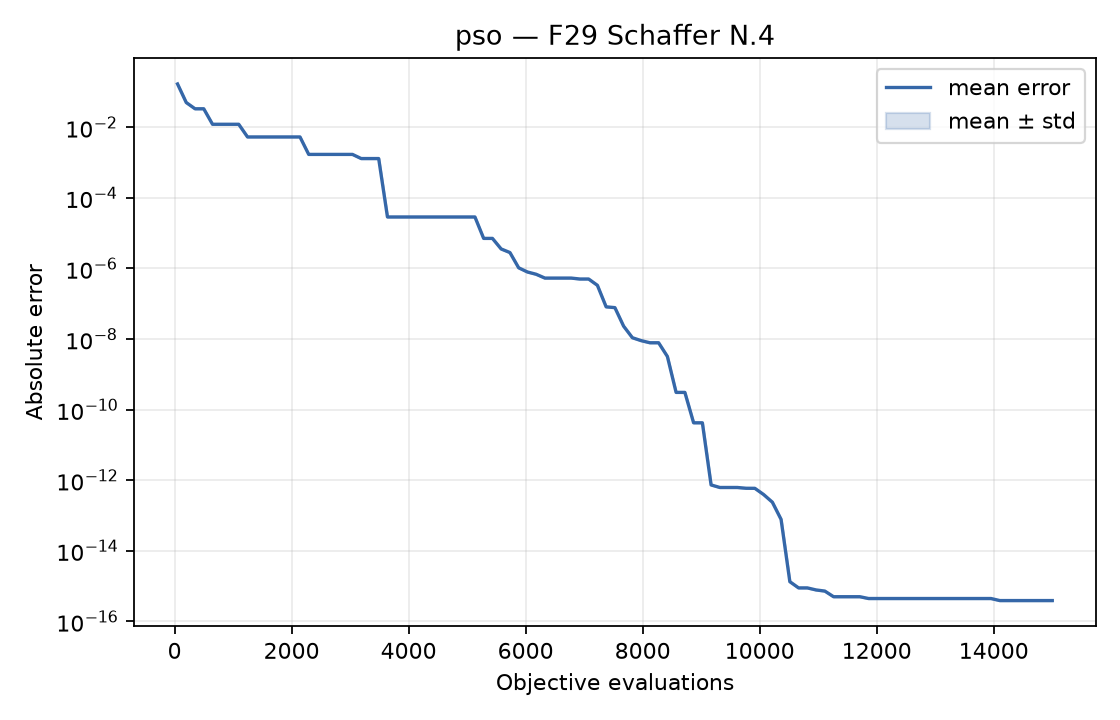 pso — F29 Schaffer N.4
mean error
mean ± std
Absolute error
10⁻²
10⁻⁴
10⁻⁶
10⁻⁸
10⁻¹⁰
10⁻¹²
10⁻¹⁴
10⁻¹⁶
0 2000 4000 6000 8000 10000 12000 14000
Objective evaluations